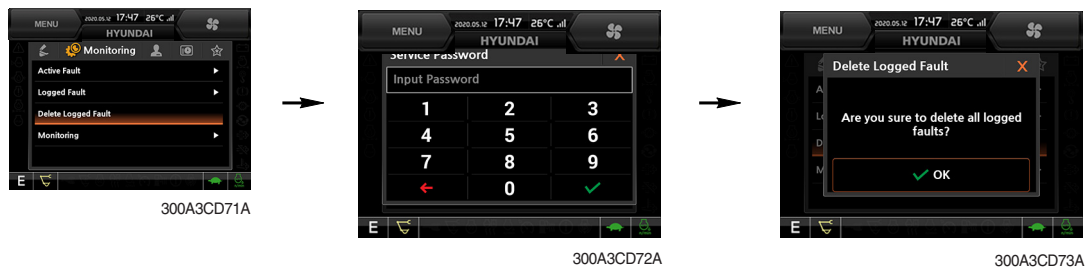 MENU
2020.05.12 17:47 26°C
HYUNDAI
Monitoring
Active Fault
Logged Fault
Delete Logged Fault
Monitoring
E
300A3CD71A
MENU
2020.05.12 17:47 26°C
HYUNDAI
Service Password X
Input Password
1 2 3
4 5 6
7 8 9
0
E
300A3CD72A
MENU
2020.05.12 17:47 26°C
HYUNDAI
Delete Logged Fault X
A
Lo
D
M
Are you sure to delete all logged
faults?
OK
E
300A3CD73A